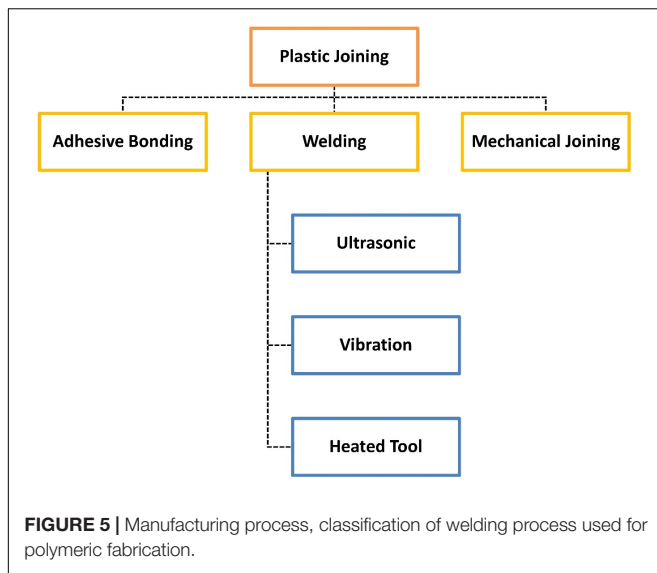 Plastic Joining
Adhesive Bonding
Welding
Mechanical Joining
Ultrasonic
Vibration
Heated Tool
FIGURE 5 | Manufacturing process, classification of welding process used for
polymeric fabrication.